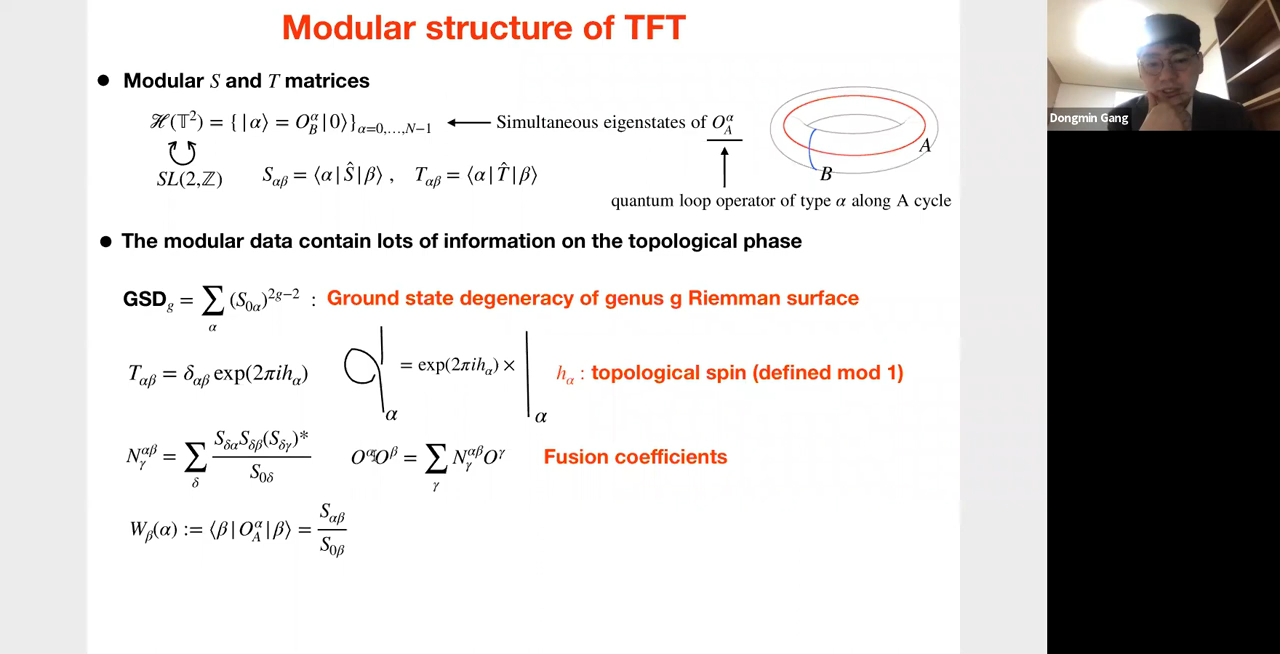 Modular structure of TFT
● Modular S and T matrices
ℋ(𝕋²) = { |α⟩ = O_B^α |0⟩ }_{α=0,…,N−1} ⟵ Simultaneous eigenstates of O_A^α
SL(2,ℤ) S_{αβ} = ⟨α|Ŝ|β⟩ , T_{αβ} = ⟨α|T̂|β⟩
A
B
quantum loop operator of type α along A cycle
● The modular data contain lots of information on the topological phase
GSD_g = ∑_α (S_{0α})^{2g−2} : Ground state degeneracy of genus g Riemman surface
T_{αβ} = δ_{αβ} exp(2πih_α) α = exp(2πih_α) × α h_α : topological spin (defined mod 1)
N_γ^{αβ} = ∑_δ S_{δα}S_{δβ}(S_{δγ})* / S_{0δ} O^αO^β = ∑_γ N_γ^{αβ} O^γ Fusion coefficients
W_β(α) := ⟨β|O_A^α|β⟩ = S_{αβ} / S_{0β}
Dongmin Gang